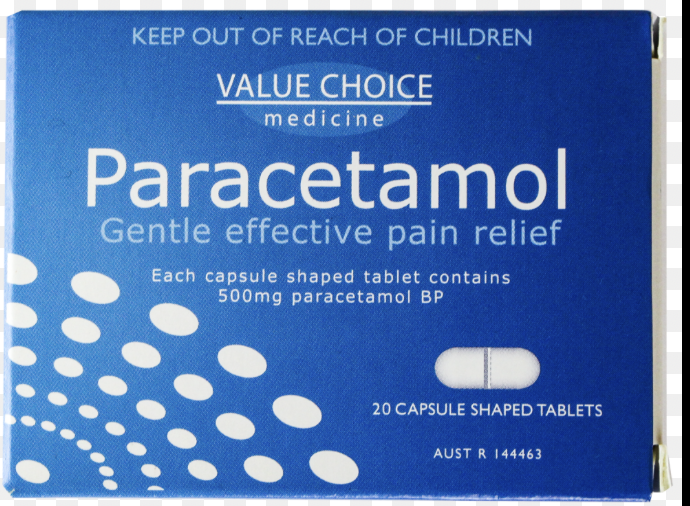 KEEP OUT OF REACH OF CHILDREN
VALUE CHOICE
medicine
Paracetamol
Gentle effective pain relief
Each capsule shaped tablet contains
500mg paracetamol BP
20 CAPSULE SHAPED TABLETS
AUST R 144463